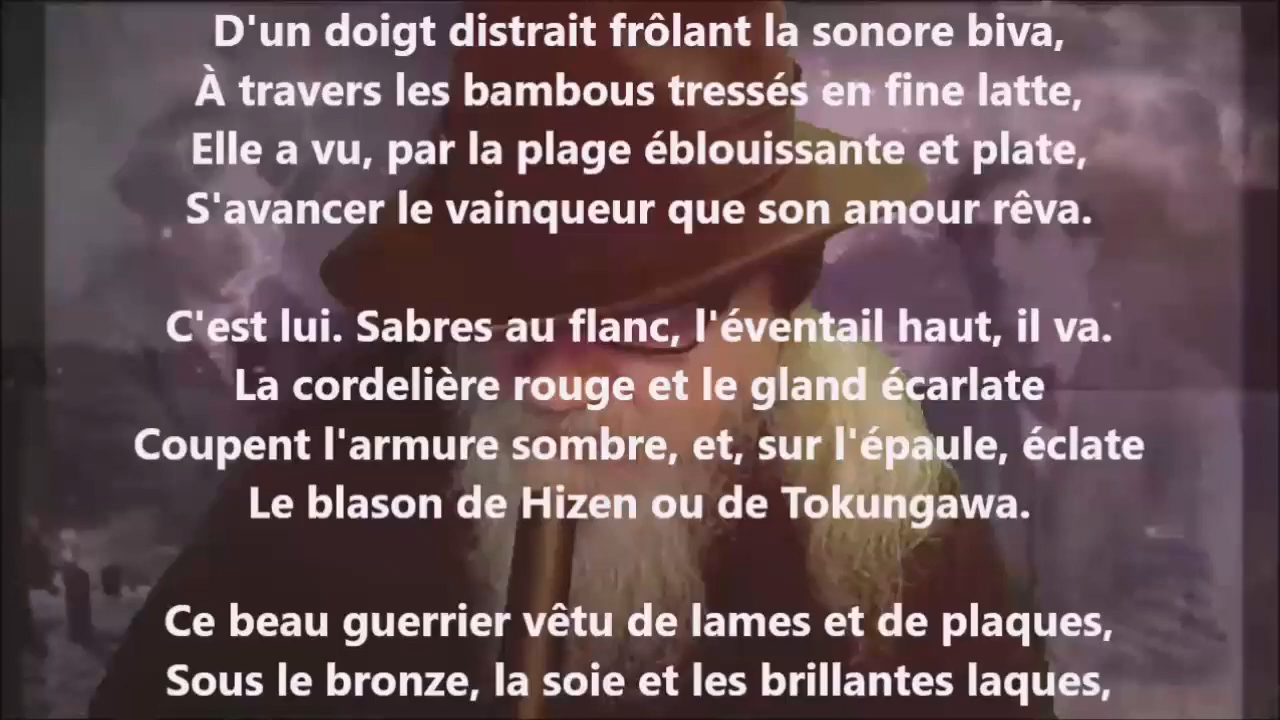 D'un doigt distrait frôlant la sonore biva,
À travers les bambous tressés en fine latte,
Elle a vu, par la plage éblouissante et plate,
S'avancer le vainqueur que son amour rêva.
C'est lui. Sabres au flanc, l'éventail haut, il va.
La cordelière rouge et le gland écarlate
Coupent l'armure sombre, et, sur l'épaule, éclate
Le blason de Hizen ou de Tokungawa.
Ce beau guerrier vêtu de lames et de plaques,
Sous le bronze, la soie et les brillantes laques,